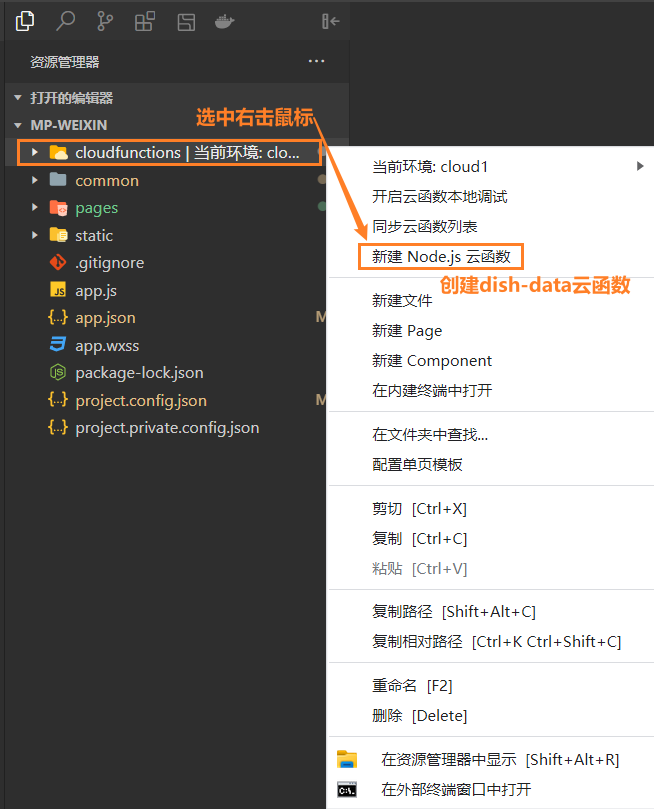 资源管理器
打开的编辑器
MP-WEIXIN
选中右击鼠标
cloudfunctions | 当前环境: clo...
common
pages
static
.gitignore
JS app.js
{..} app.json M
app.wxss
JS package-lock.json
{..} project.config.json M
{..} project.private.config.json
当前环境: cloud1
开启云函数本地调试
同步云函数列表
新建 Node.js 云函数
创建dish-data云函数
新建文件
新建 Page
新建 Component
在内建终端中打开
在文件夹中查找...
配置单页模板
剪切 [Ctrl+X]
复制 [Ctrl+C]
粘贴 [Ctrl+V]
复制路径 [Shift+Alt+C]
复制相对路径 [Ctrl+K Ctrl+Shift+C]
重命名 [F2]
删除 [Delete]
在资源管理器中显示 [Shift+Alt+R]
C:\. 在外部终端窗口中打开